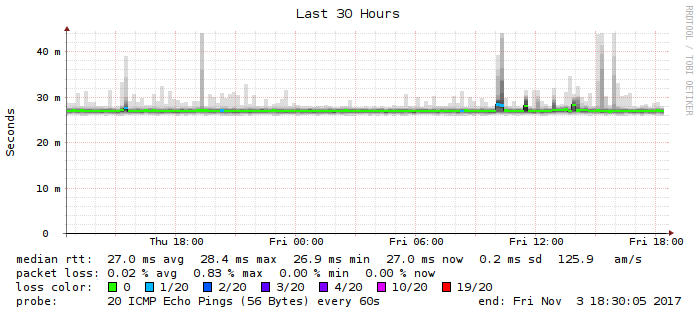 Last 30 Hours
RRDTOOL / TOBI OETIKER
Seconds
40 m
30 m
20 m
10 m
0
Thu 18:00 Fri 00:00 Fri 06:00 Fri 12:00 Fri 18:00
median rtt: 27.0 ms avg 28.4 ms max 26.9 ms min 27.0 ms now 0.2 ms sd 125.9 am/s
packet loss: 0.02 % avg 0.83 % max 0.00 % min 0.00 % now
loss color: 0 1/20 2/20 3/20 4/20 10/20 19/20
probe: 20 ICMP Echo Pings (56 Bytes) every 60s end: Fri Nov 3 18:30:05 2017